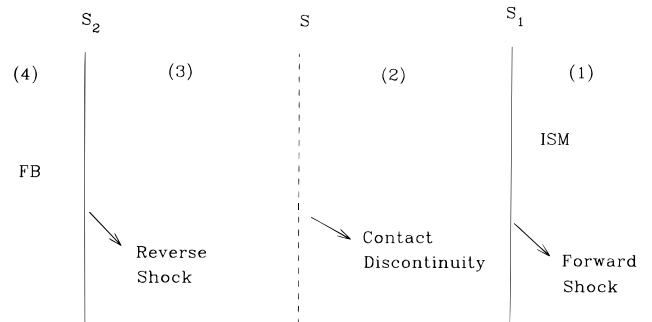 S2
S
S1
(4)
(3)
(2)
(1)
ISM
FB
Reverse
Shock
Contact
Discontinuity
Forward
Shock